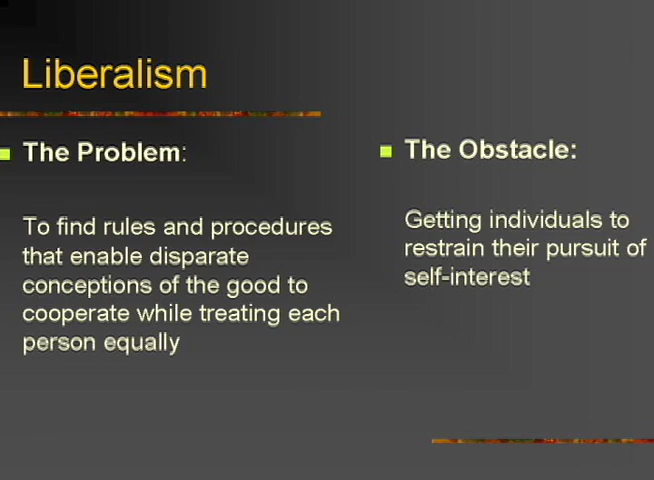 Liberalism
The Problem:
To find rules and procedures
that enable disparate
conceptions of the good to
cooperate while treating each
person equally
The Obstacle:
Getting individuals to
restrain their pursuit of
self-interest